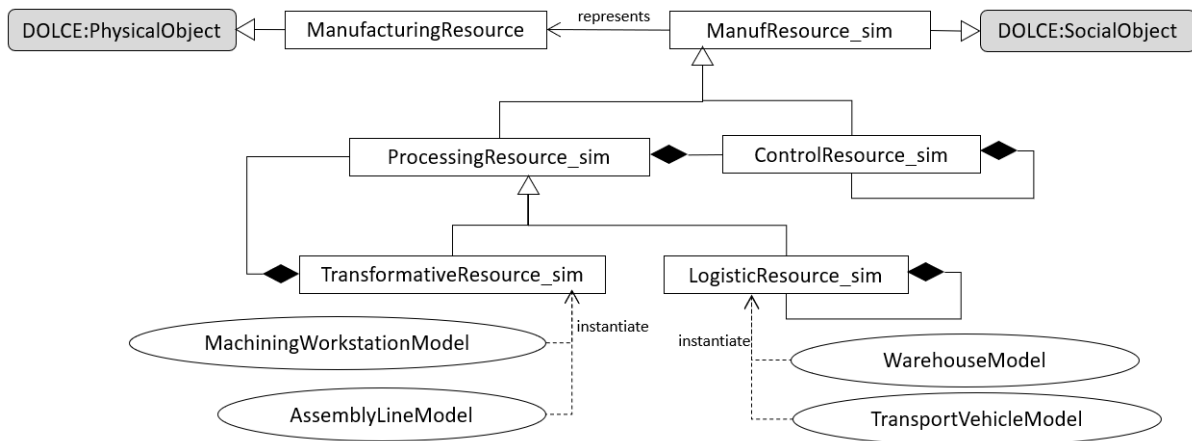 represents
DOLCE:PhysicalObject
ManufacturingResource
ManufResource_sim
DOLCE:SocialObject
ProcessingResource_sim
ControlResource_sim
TransformativeResource_sim
LogisticResource_sim
instantiate
instantiate
MachiningWorkstationModel
WarehouseModel
AssemblyLineModel
TransportVehicleModel